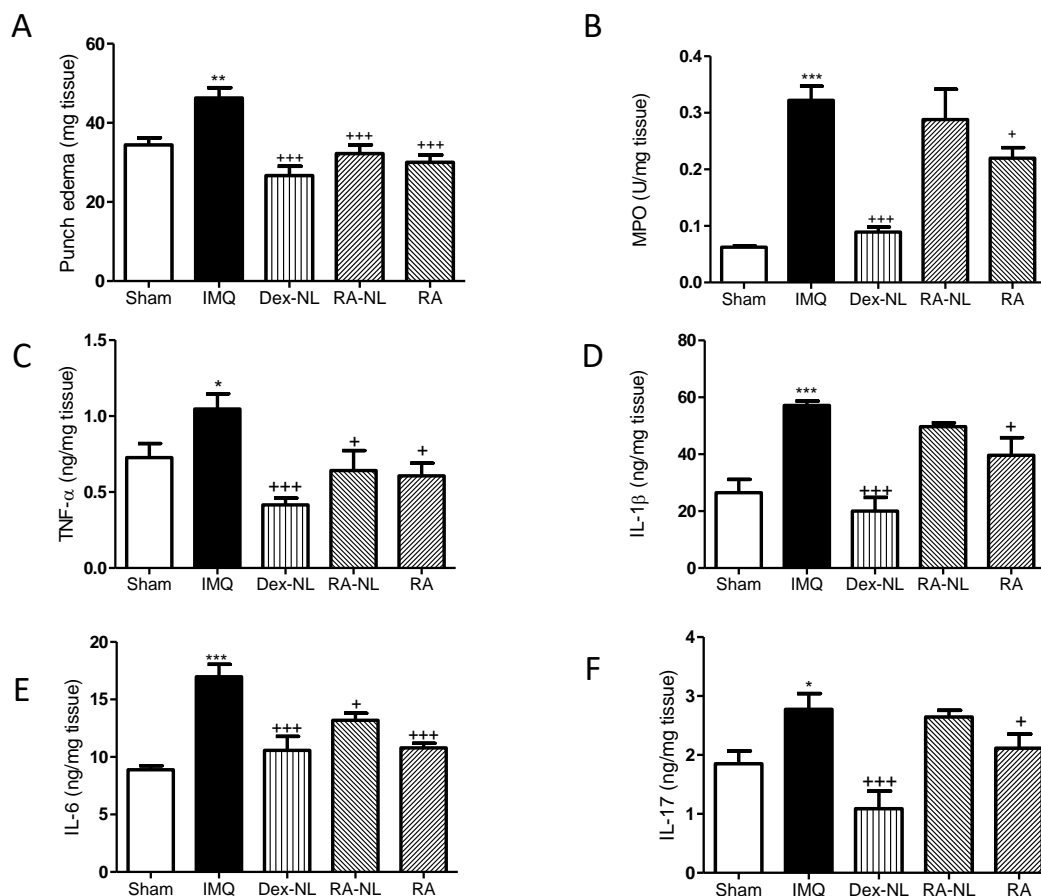 A
Punch edema (mg tissue)
60
40
20
0
**
+++
+++
+++
Sham IMQ Dex-NL RA-NL RA
B
MPO (U/mg tissue)
0.4
0.3
0.2
0.1
0.0
***
+++
+
Sham IMQ Dex-NL RA-NL RA
C
TNF-α (ng/mg tissue)
1.5
1.0
0.5
0.0
*
+++
+
+
Sham IMQ Dex-NL RA-NL RA
D
IL-1β (ng/mg tissue)
80
60
40
20
0
***
+++
+
Sham IMQ Dex-NL RA-NL RA
E
IL-6 (ng/mg tissue)
20
15
10
5
0
***
+++
+
+++
Sham IMQ Dex-NL RA-NL RA
F
IL-17 (ng/mg tissue)
4
3
2
1
0
*
+++
+
Sham IMQ Dex-NL RA-NL RA